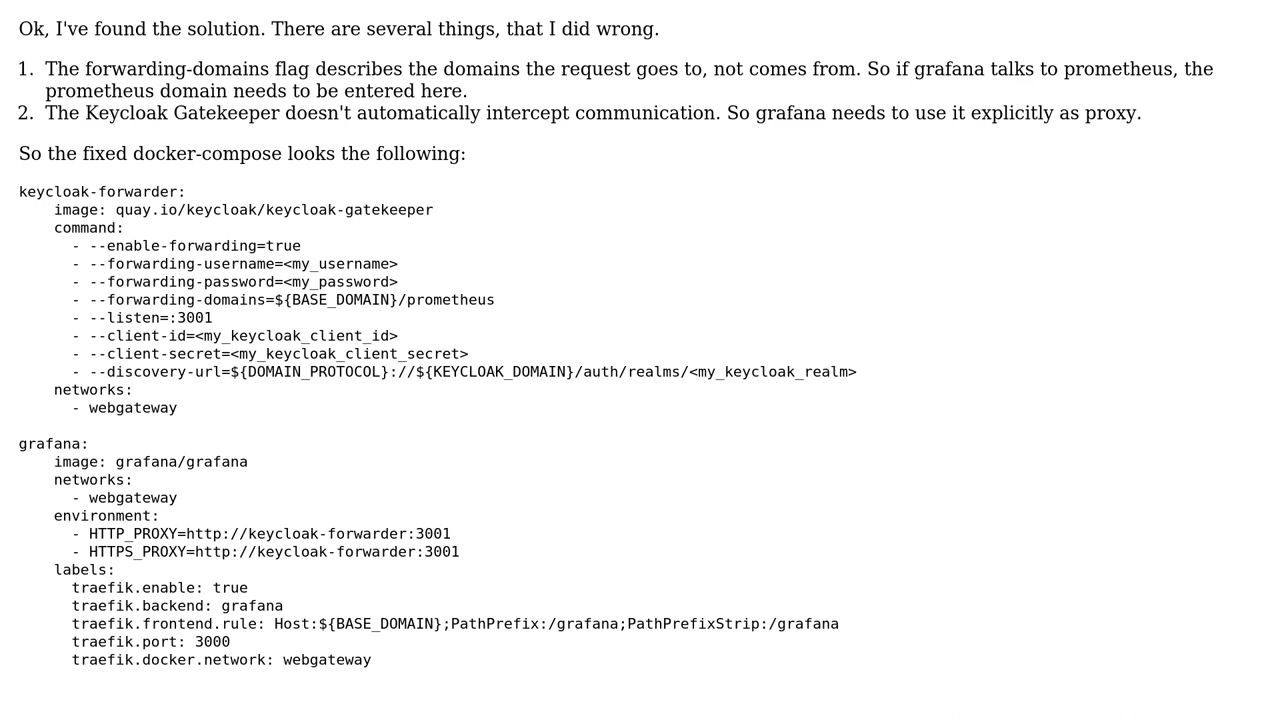 Ok, I've found the solution. There are several things, that I did wrong.
1. The forwarding-domains flag describes the domains the request goes to, not comes from. So if grafana talks to prometheus, the
prometheus domain needs to be entered here.
2. The Keycloak Gatekeeper doesn't automatically intercept communication. So grafana needs to use it explicitly as proxy.
So the fixed docker-compose looks the following:
keycloak-forwarder:
    image: quay.io/keycloak/keycloak-gatekeeper
    command:
      - --enable-forwarding=true
      - --forwarding-username=<my_username>
      - --forwarding-password=<my_password>
      - --forwarding-domains=${BASE_DOMAIN}/prometheus
      - --listen=:3001
      - --client-id=<my_keycloak_client_id>
      - --client-secret=<my_keycloak_client_secret>
      - --discovery-url=${DOMAIN_PROTOCOL}://${KEYCLOAK_DOMAIN}/auth/realms/<my_keycloak_realm>
    networks:
      - webgateway

grafana:
    image: grafana/grafana
    networks:
      - webgateway
    environment:
      - HTTP_PROXY=http://keycloak-forwarder:3001
      - HTTPS_PROXY=http://keycloak-forwarder:3001
    labels:
      traefik.enable: true
      traefik.backend: grafana
      traefik.frontend.rule: Host:${BASE_DOMAIN};PathPrefix:/grafana;PathPrefixStrip:/grafana
      traefik.port: 3000
      traefik.docker.network: webgateway